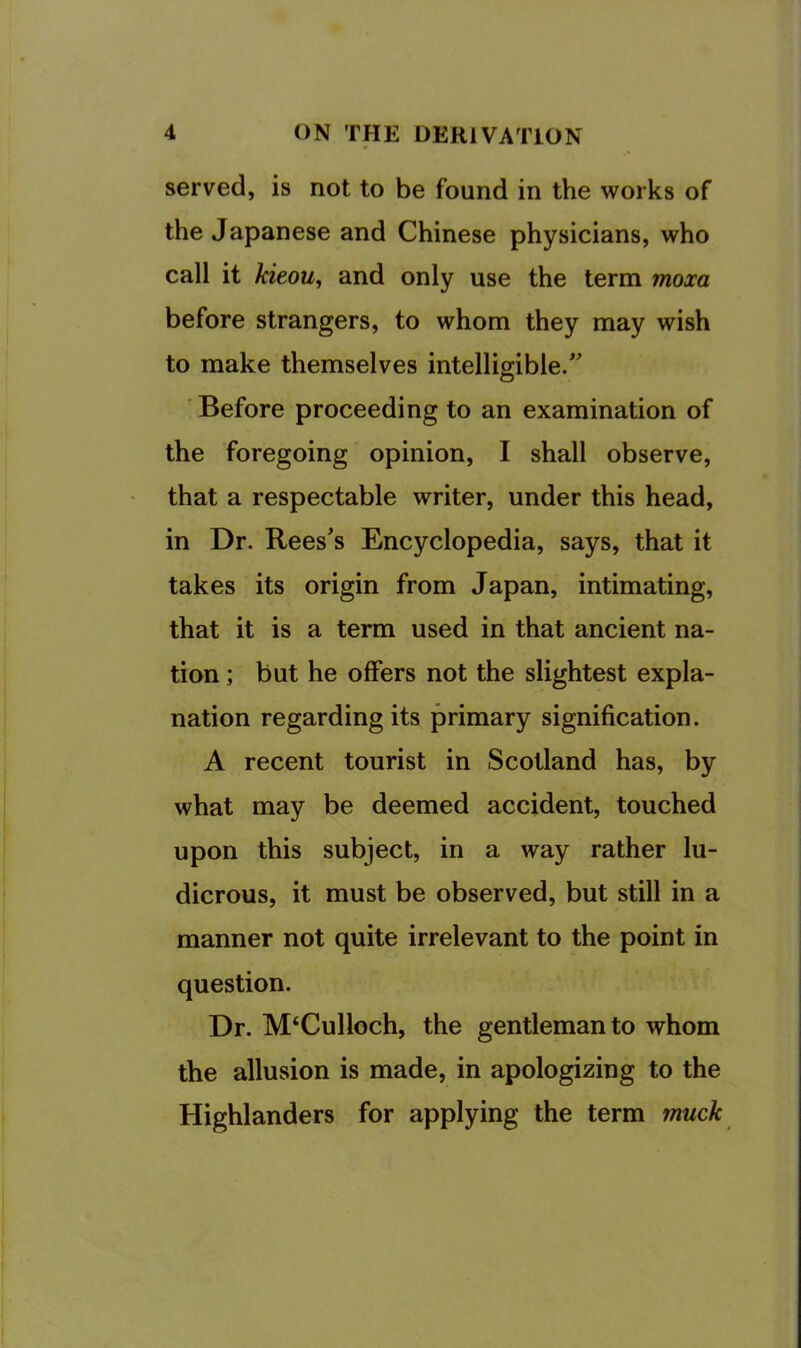 4 ON THE DERIVATION
served, is not to be found in the works of
the Japanese and Chinese physicians, who
call it kieou, and only use the term moxa
before strangers, to whom they may wish
to make themselves intelligible.”
Before proceeding to an examination of
the foregoing opinion, I shall observe,
that a respectable writer, under this head,
in Dr. Rees's Encyclopedia, says, that it
takes its origin from Japan, intimating,
that it is a term used in that ancient na-
tion; but he offers not the slightest expla-
nation regarding its primary signification.
A recent tourist in Scotland has, by
what may be deemed accident, touched
upon this subject, in a way rather lu-
dicrous, it must be observed, but still in a
manner not quite irrelevant to the point in
question.
Dr. M‘Culloch, the gentleman to whom
the allusion is made, in apologizing to the
Highlanders for applying the term muck